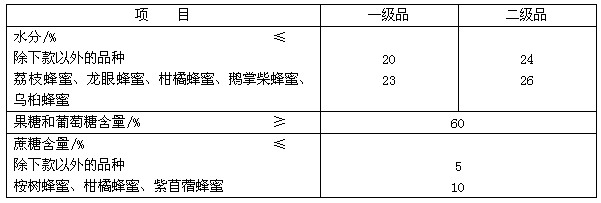 项 目 一级品 二级品
水分/% ≤
除下款以外的品种 20 24
荔枝蜂蜜、龙眼蜂蜜、柑橘蜂蜜、鹅掌柴蜂蜜、 23 26
乌桕蜂蜜
果糖和葡萄糖含量/% ≥ 60
蔗糖含量/% ≤
除下款以外的品种 5
桉树蜂蜜、柑橘蜂蜜、紫苜蓿蜂蜜 10